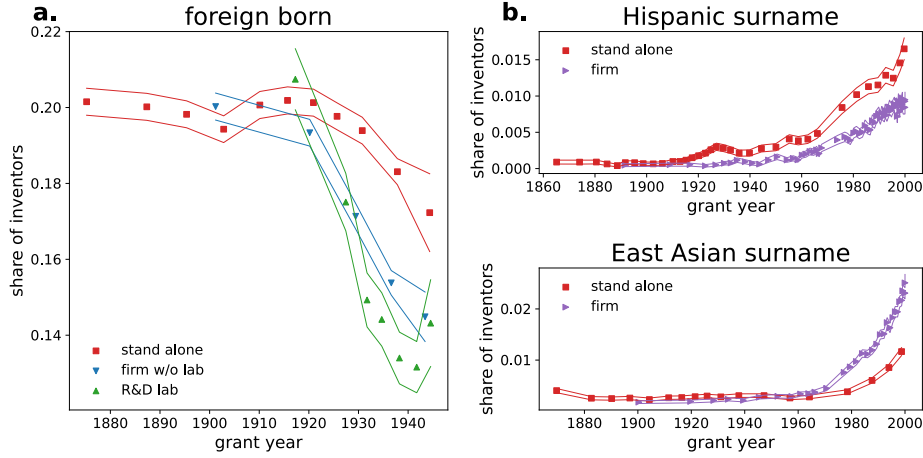 a.
foreign born
share of inventors
0.22
0.20
0.18
0.16
0.14
stand alone
firm w/o lab
R&D lab
1880 1890 1900 1910 1920 1930 1940
grant year
b.
Hispanic surname
share of inventors
0.015
0.010
0.005
0.000
stand alone
firm
1860 1880 1900 1920 1940 1960 1980 2000
grant year
East Asian surname
share of inventors
0.02
0.01
stand alone
firm
1880 1900 1920 1940 1960 1980 2000
grant year